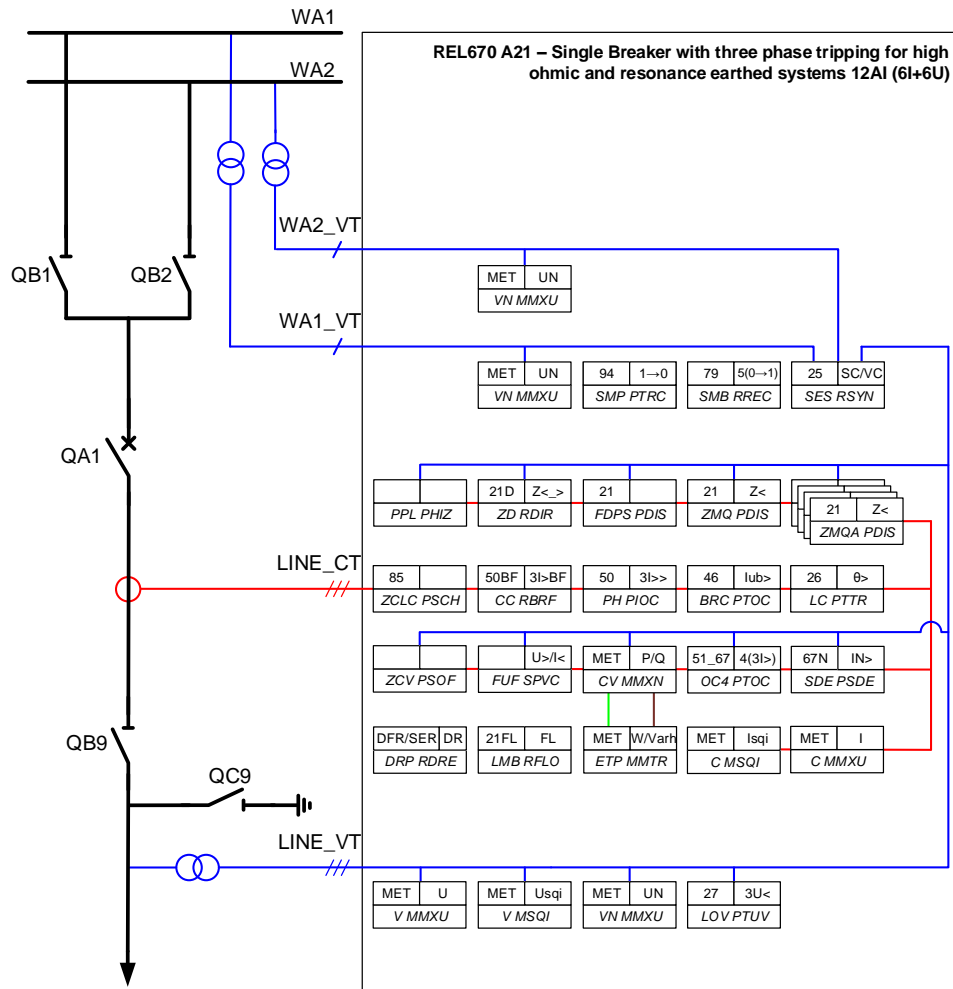 WA1
WA2
REL670 A21 – Single Breaker with three phase tripping for high
ohmic and resonance earthed systems 12AI (6I+6U)
WA2_VT
QB1
QB2
MET UN
VN MMXU
WA1_VT
MET UN
VN MMXU
94 1→0
SMP PTRC
79 5(0→1)
SMB RREC
25 SC/VC
SES RSYN
QA1
PPL PHIZ
21D Z<_>
ZD RDIR
21
FDPS PDIS
21 Z<
ZMQ PDIS
21 Z<
ZMQA PDIS
LINE_CT
85
ZCLC PSCH
50BF 3I>BF
CC RBRF
50 3I>>
PH PIOC
46 Iub>
BRC PTOC
26 θ>
LC PTTR
ZCV PSOF
U>/I<
FUF SPVC
MET P/Q
CV MMXN
51_67 4(3I>)
OC4 PTOC
67N IN>
SDE PSDE
QB9
DFR/SER DR
DRP RDRE
21FL FL
LMB RFLO
MET W/Varh
ETP MMTR
MET Isqi
C MSQI
MET I
C MMXU
QC9
LINE_VT
MET U
V MMXU
MET Usqi
V MSQI
MET UN
VN MMXU
27 3U<
LOV PTUV